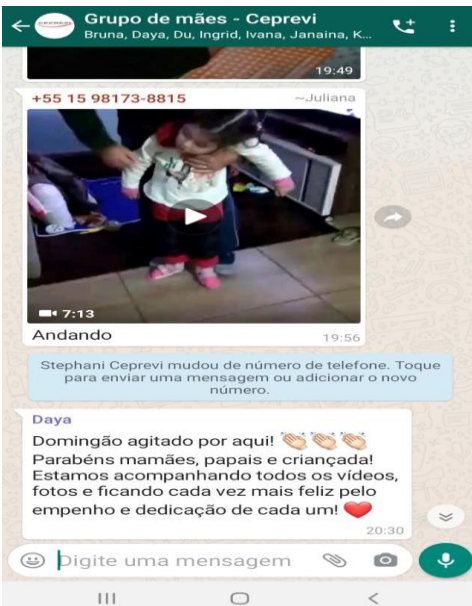 Grupo de mães - Ceprevi
Bruna, Daya, Du, Ingrid, Ivana, Janaina, K...
19:49
+55 15 98173-8815 ~Juliana
7:13
Andando
19:56
Stephani Ceprevi mudou de número de telefone. Toque
para enviar uma mensagem ou adicionar o novo
número.
Daya
Domingão agitado por aqui! 👏🏻👏🏻👏🏻
Parabéns mamães, papais e criançada!
Estamos acompanhando todos os vídeos,
fotos e ficando cada vez mais feliz pelo
empenho e dedicação de cada um! ❤️
20:30
Digite uma mensagem